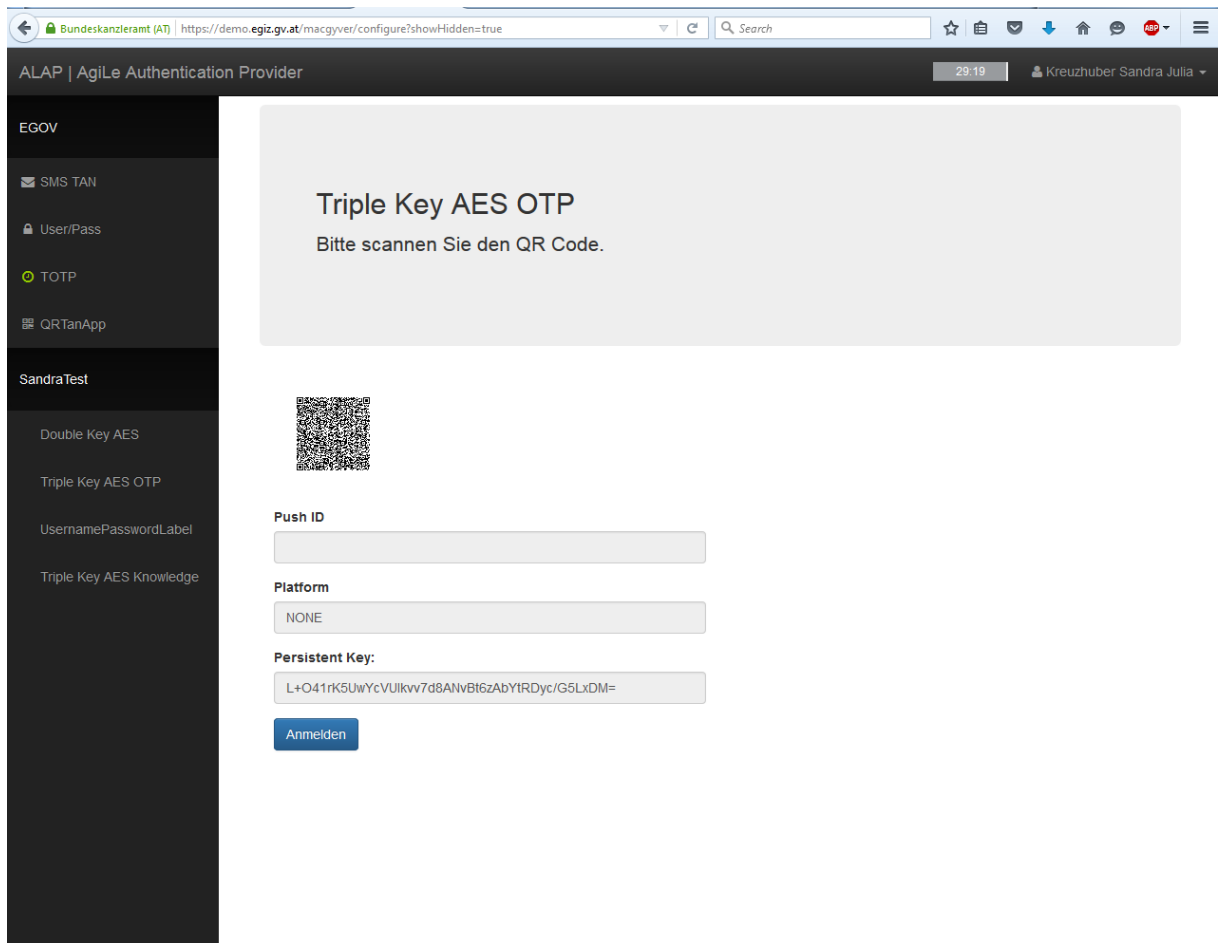 Bundeskanzleramt (AT) https://demo.egiz.gv.at/macgyver/configure?showHidden=true Search ABP
ALAP | AgiLe Authentication Provider 29:19 Kreuzhuber Sandra Julia
EGOV
SMS TAN
User/Pass
TOTP
QRTanApp
SandraTest
Double Key AES
Triple Key AES OTP
UsernamePasswordLabel
Triple Key AES Knowledge
Triple Key AES OTP
Bitte scannen Sie den QR Code.
Push ID
Platform
NONE
Persistent Key:
L+O41rK5UwYcVUlkvv7d8ANvBt6zAbYtRDyc/G5LxDM=
Anmelden